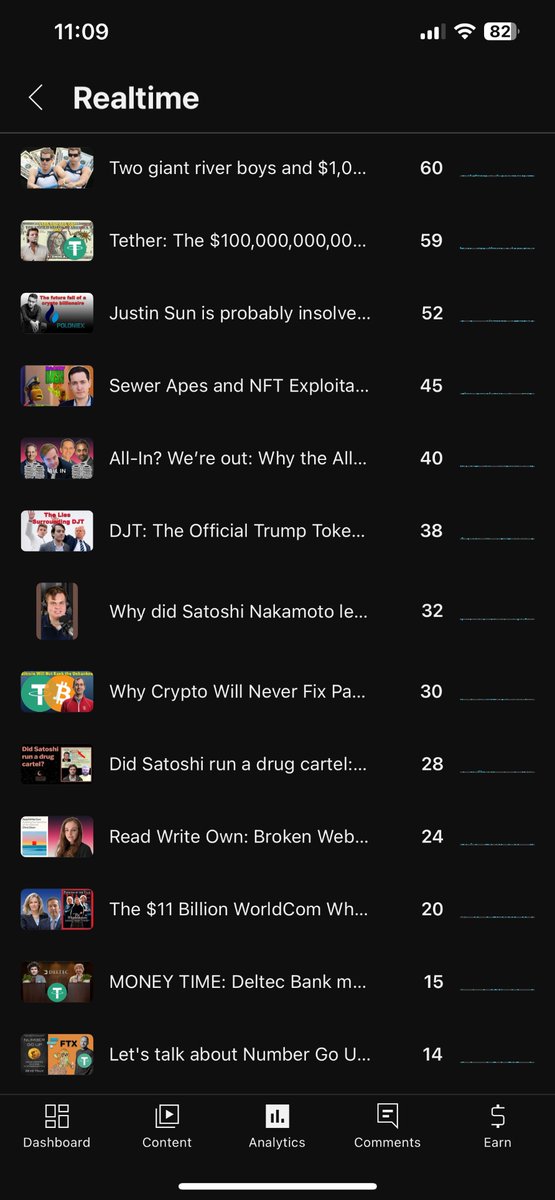 11:09
82
Realtime
Two giant river boys and $1,0...
60
Tether: The $100,000,000,00...
59
The future fall of a
crypto billionaire
POLONIEX
Justin Sun is probably insolve...
52
Sewer Apes and NFT Exploita...
45
ALL IN
All-In? We’re out: Why the All...
40
The Lies
Surrounding DJT
DJT: The Official Trump Toke...
38
Why did Satoshi Nakamoto le...
32
Why Crypto Will Never Fix Pa...
30
Did Satoshi
run a drug
cartel?
Did Satoshi run a drug cartel:...
28
Read Write Own: Broken Web...
24
The $11 Billion WorldCom Wh...
20
DELTEC
MONEY TIME: Deltec Bank m...
15
NUMBER
GO UP
FTX
Let's talk about Number Go U...
14
Dashboard
Content
Analytics
Comments
Earn